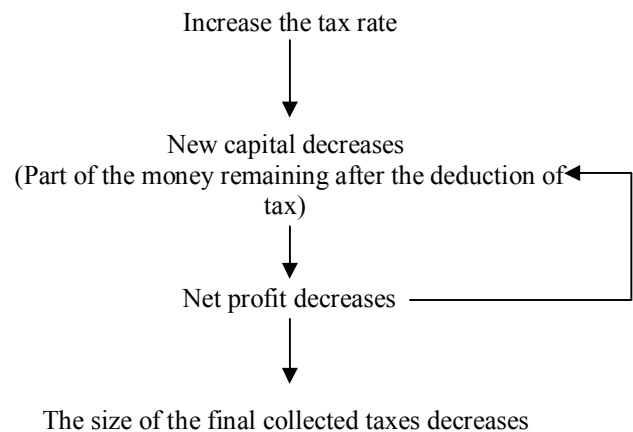 Increase the tax rate
New capital decreases
(Part of the money remaining after the deduction of
tax)
Net profit decreases
The size of the final collected taxes decreases